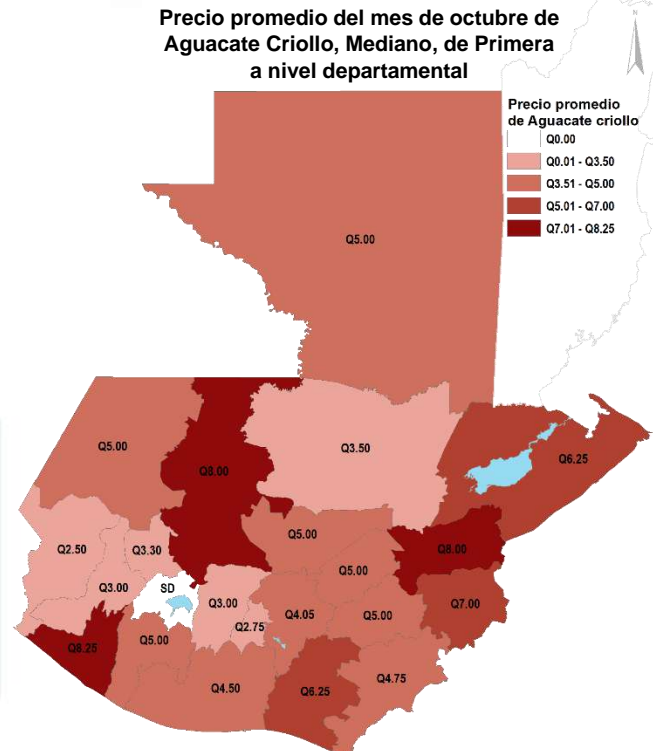 Precio promedio del mes de octubre de
Aguacate Criollo, Mediano, de Primera
a nivel departamental
N
Precio promedio
de Aguacate criollo
Q0.00
Q0.01 - Q3.50
Q3.51 - Q5.00
Q5.01 - Q7.00
Q7.01 - Q8.25
Q5.00
Q5.00
Q8.00
Q3.50
Q6.25
Q2.50
Q3.30
Q5.00
Q8.00
Q5.00
Q3.00
SD
Q3.00
Q7.00
Q4.05
Q5.00
Q2.75
Q8.25
Q5.00
Q4.50
Q6.25
Q4.75